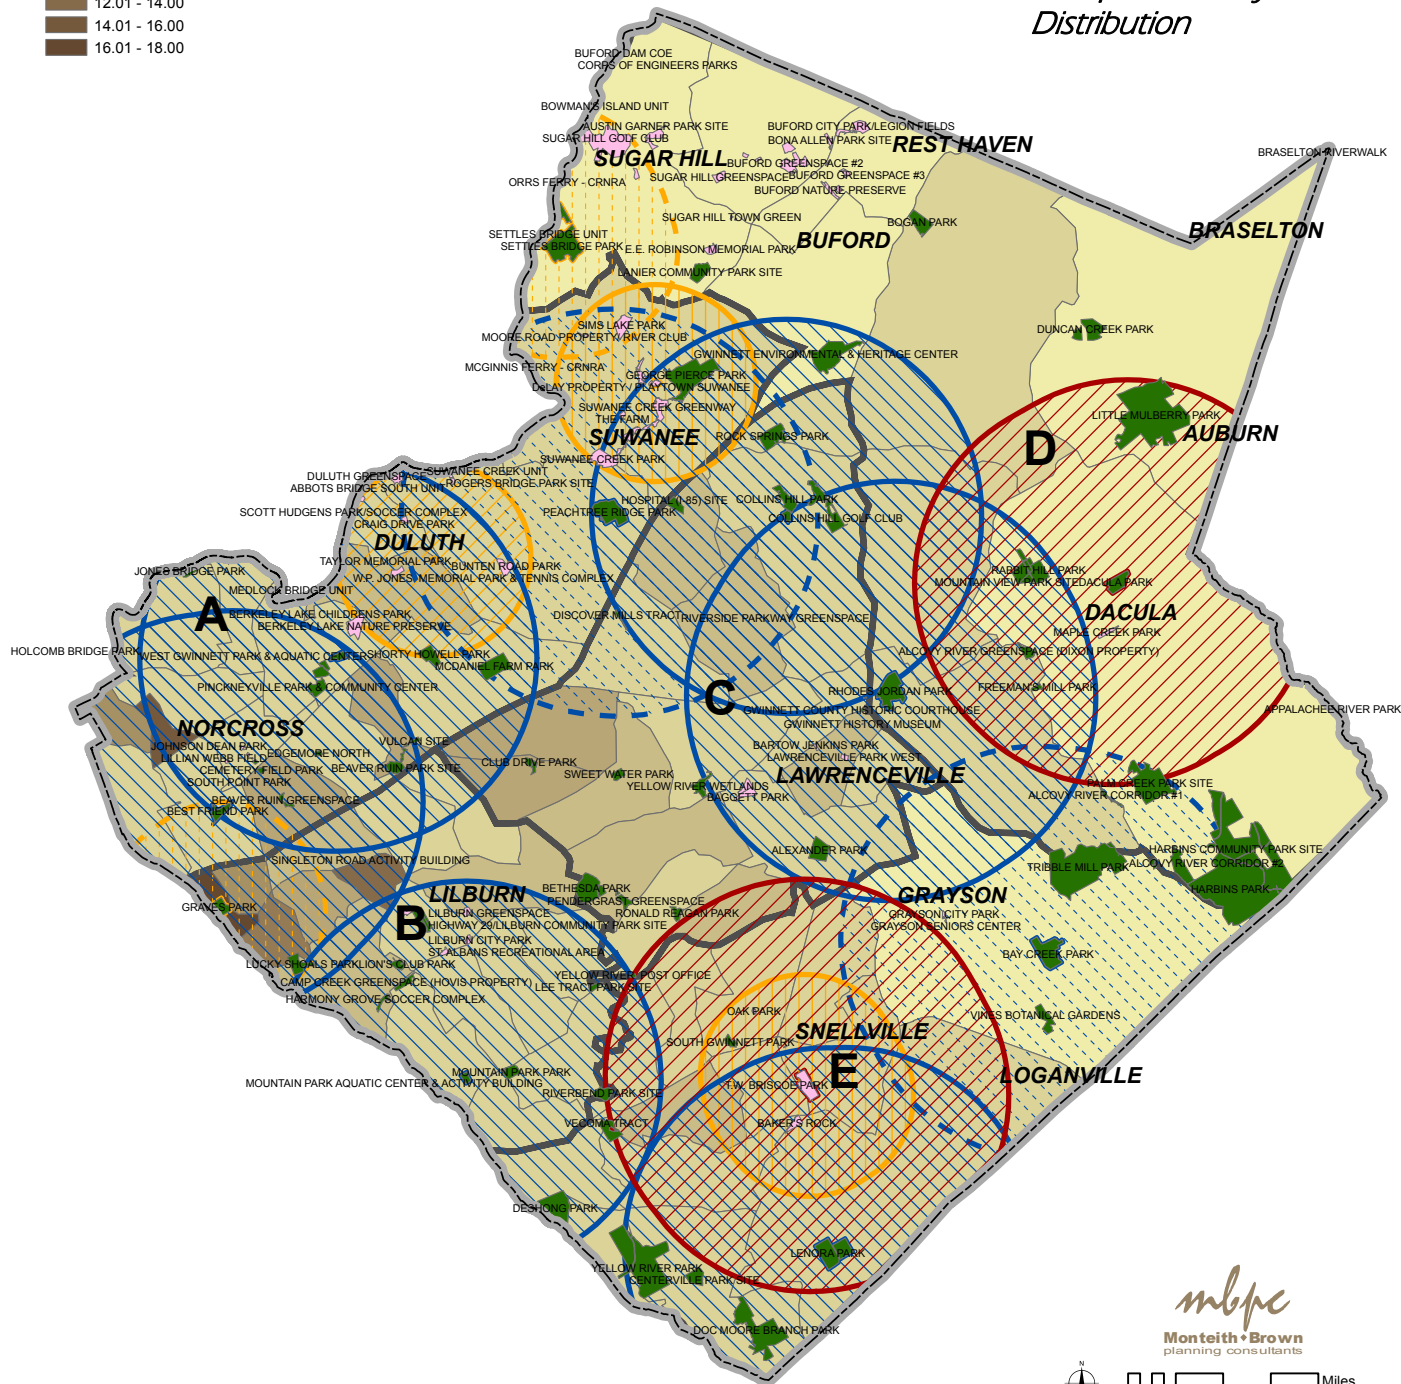 12.01 - 14.00
14.01 - 16.00
16.01 - 18.00
Distribution
BUFORD DAM COE
CORPS OF ENGINEERS PARKS
BOWMAN'S ISLAND UNIT
AUSTIN GARNER PARK SITE
SUGAR HILL GOLF CLUB
BUFORD CITY PARK/LEGION FIELDS
BONA ALLEN PARK SITE
REST HAVEN
BRASELTON RIVERWALK
SUGAR HILL
BUFORD GREENSPACE #2
SUGAR HILL GREENSPACE
BUFORD GREENSPACE #3
ORRS FERRY - CRNRA
BUFORD NATURE PRESERVE
SUGAR HILL TOWN GREEN
BOGAN PARK
BRASELTON
SETTLES BRIDGE UNIT
SETTLES BRIDGE PARK
E.E. ROBINSON MEMORIAL PARK
BUFORD
LANIER COMMUNITY PARK SITE
SIMS LAKE PARK
MOORE ROAD PROPERTY/ RIVER CLUB
DUNCAN CREEK PARK
GWINNETT ENVIRONMENTAL & HERITAGE CENTER
MCGINNIS FERRY - CRNRA
GEORGE PIERCE PARK
DeLAY PROPERTY / PLAYTOWN SUWANEE
SUWANEE CREEK GREENWAY
THE FARM
LITTLE MULBERRY PARK
AUBURN
SUWANEE
ROCK SPRINGS PARK
D
SUWANEE CREEK PARK
DULUTH GREENSPACE
SUWANEE CREEK UNIT
ABBOTS BRIDGE SOUTH UNIT
ROGERS BRIDGE PARK SITE
HOSPITAL (I-85) SITE
COLLINS HILL PARK
SCOTT HUDGENS PARK/SOCCER COMPLEX
PEACHTREE RIDGE PARK
COLLINS HILL GOLF CLUB
CRAIG DRIVE PARK
DULUTH
TAYLOR MEMORIAL PARK
BUNTEN ROAD PARK
JONES BRIDGE PARK
W.P. JONES MEMORIAL PARK & TENNIS COMPLEX
RABBIT HILL PARK
MOUNTAIN VIEW PARK SITE
DACULA PARK
MEDLOCK BRIDGE UNIT
A
BERKELEY LAKE CHILDRENS PARK
BERKELEY LAKE NATURE PRESERVE
DISCOVER MILLS TRACT
RIVERSIDE PARKWAY GREENSPACE
DACULA
MAPLE CREEK PARK
HOLCOMB BRIDGE PARK
WEST GWINNETT PARK & AQUATIC CENTER
SHORTY HOWELL PARK
MCDANIEL FARM PARK
ALCOVY RIVER GREENSPACE (DIXON PROPERTY)
PINCKNEYVILLE PARK & COMMUNITY CENTER
C
RHODES JORDAN PARK
FREEMAN'S MILL PARK
GWINNETT COUNTY HISTORIC COURTHOUSE
GWINNETT HISTORY MUSEUM
APPALACHEE RIVER PARK
NORCROSS
JOHNSON DEAN PARK
LILLIAN WEBB FIELD
EDGEMORE NORTH
VULCAN SITE
CEMETERY FIELD PARK
BEAVER RUIN PARK SITE
SOUTH POINT PARK
CLUB DRIVE PARK
SWEET WATER PARK
BARTOW JENKINS PARK
LAWRENCEVILLE PARK WEST
LAWRENCEVILLE
YELLOW RIVER WETLANDS
BAGGETT PARK
PALM CREEK PARK SITE
ALCOVY RIVER CORRIDOR #1
BEAVER RUIN GREENSPACE
BEST FRIEND PARK
SINGLETON ROAD ACTIVITY BUILDING
ALEXANDER PARK
HARBINS COMMUNITY PARK SITE
TRIBBLE MILL PARK
ALCOVY RIVER CORRIDOR #2
HARBINS PARK
LILBURN
BETHESDA PARK
PENDERGRAST GREENSPACE
GRAYSON
GRAVES PARK
B
LILBURN GREENSPACE
RONALD REAGAN PARK
GRAYSON CITY PARK
HIGHWAY 29/LILBURN COMMUNITY PARK SITE
GRAYSON SENIORS CENTER
LILBURN CITY PARK
ST. ALBANS RECREATIONAL AREA
BAY CREEK PARK
LUCKY SHOALS PARK
LION'S CLUB PARK
YELLOW RIVER POST OFFICE
CAMP CREEK GREENSPACE (HOVIS PROPERTY)
LEE TRACT PARK SITE
HARMONY GROVE SOCCER COMPLEX
OAK PARK
VINES BOTANICAL GARDENS
SNELLVILLE
SOUTH GWINNETT PARK
E
LOGANVILLE
MOUNTAIN PARK PARK
MOUNTAIN PARK AQUATIC CENTER & ACTIVITY BUILDING
T.W. BRISCOE PARK
RIVERBEND PARK SITE
VECOMA TRACT
BAKER'S ROCK
DESHONG PARK
LENORA PARK
YELLOW RIVER PARK
CENTERVILLE PARK SITE
DOC MOORE BRANCH PARK
mbpc
Monteith Brown
planning consultants
N
Miles